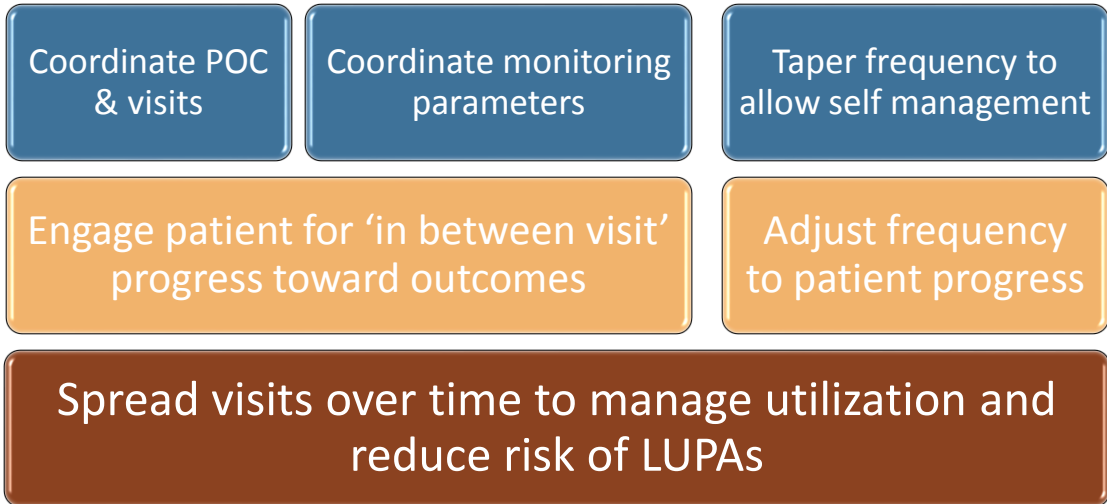 Coordinate POC
& visits
Coordinate monitoring
parameters
Taper frequency to
allow self management
Engage patient for ‘in between visit’
progress toward outcomes
Adjust frequency
to patient progress
Spread visits over time to manage utilization and
reduce risk of LUPAs